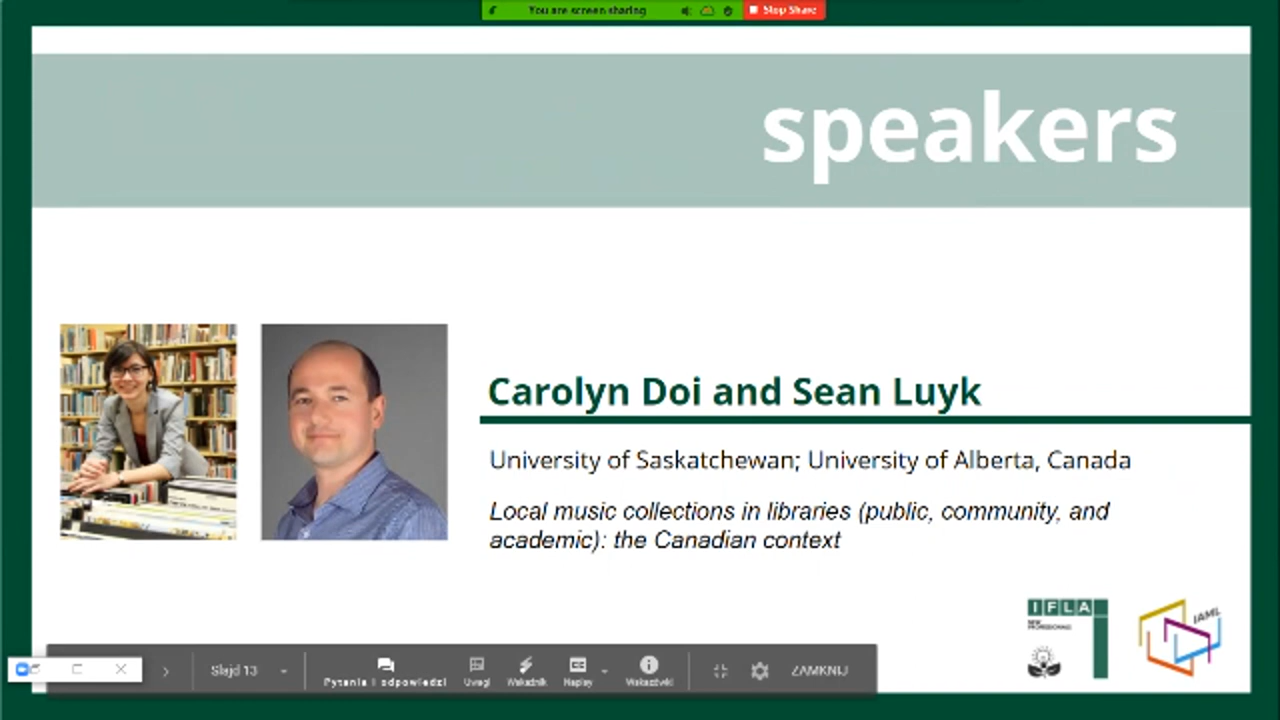 You are screen sharing
Stop Share
speakers
Carolyn Doi and Sean Luyk
University of Saskatchewan; University of Alberta, Canada
Local music collections in libraries (public, community, and
academic): the Canadian context
IFLA
NEW
PROFESSIONALS
IAML
Slajd 13
Pytania i odpowiedzi
Uwagi
Wskaźnik
Napisy
Wskazówki
ZAMKNIJ